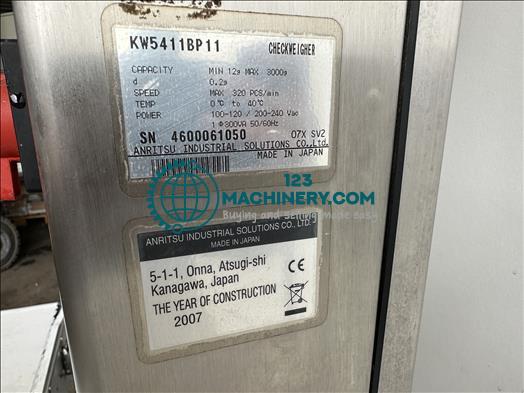 KW5411BP11 CHECKWEIGHER
CAPACITY MIN 12g MAX 3000g
d 0.2g
SPEED MAX 320 PCS/min
TEMP 0℃ to 40℃
POWER 100-120 / 200-240 Vac
1 Φ 300VA 50/60Hz
SN 4600061050 07X SV2
ANRITSU INDUSTRIAL SOLUTIONS CO.,Ltd.
MADE IN JAPAN
123
MACHINERY.COM
Buying and selling made easy
ANRITSU INDUSTRIAL SOLUTIONS CO., LTD.
MADE IN JAPAN
5-1-1, Onna, Atsugi-shi
Kanagawa, Japan
CE
THE YEAR OF CONSTRUCTION
2007